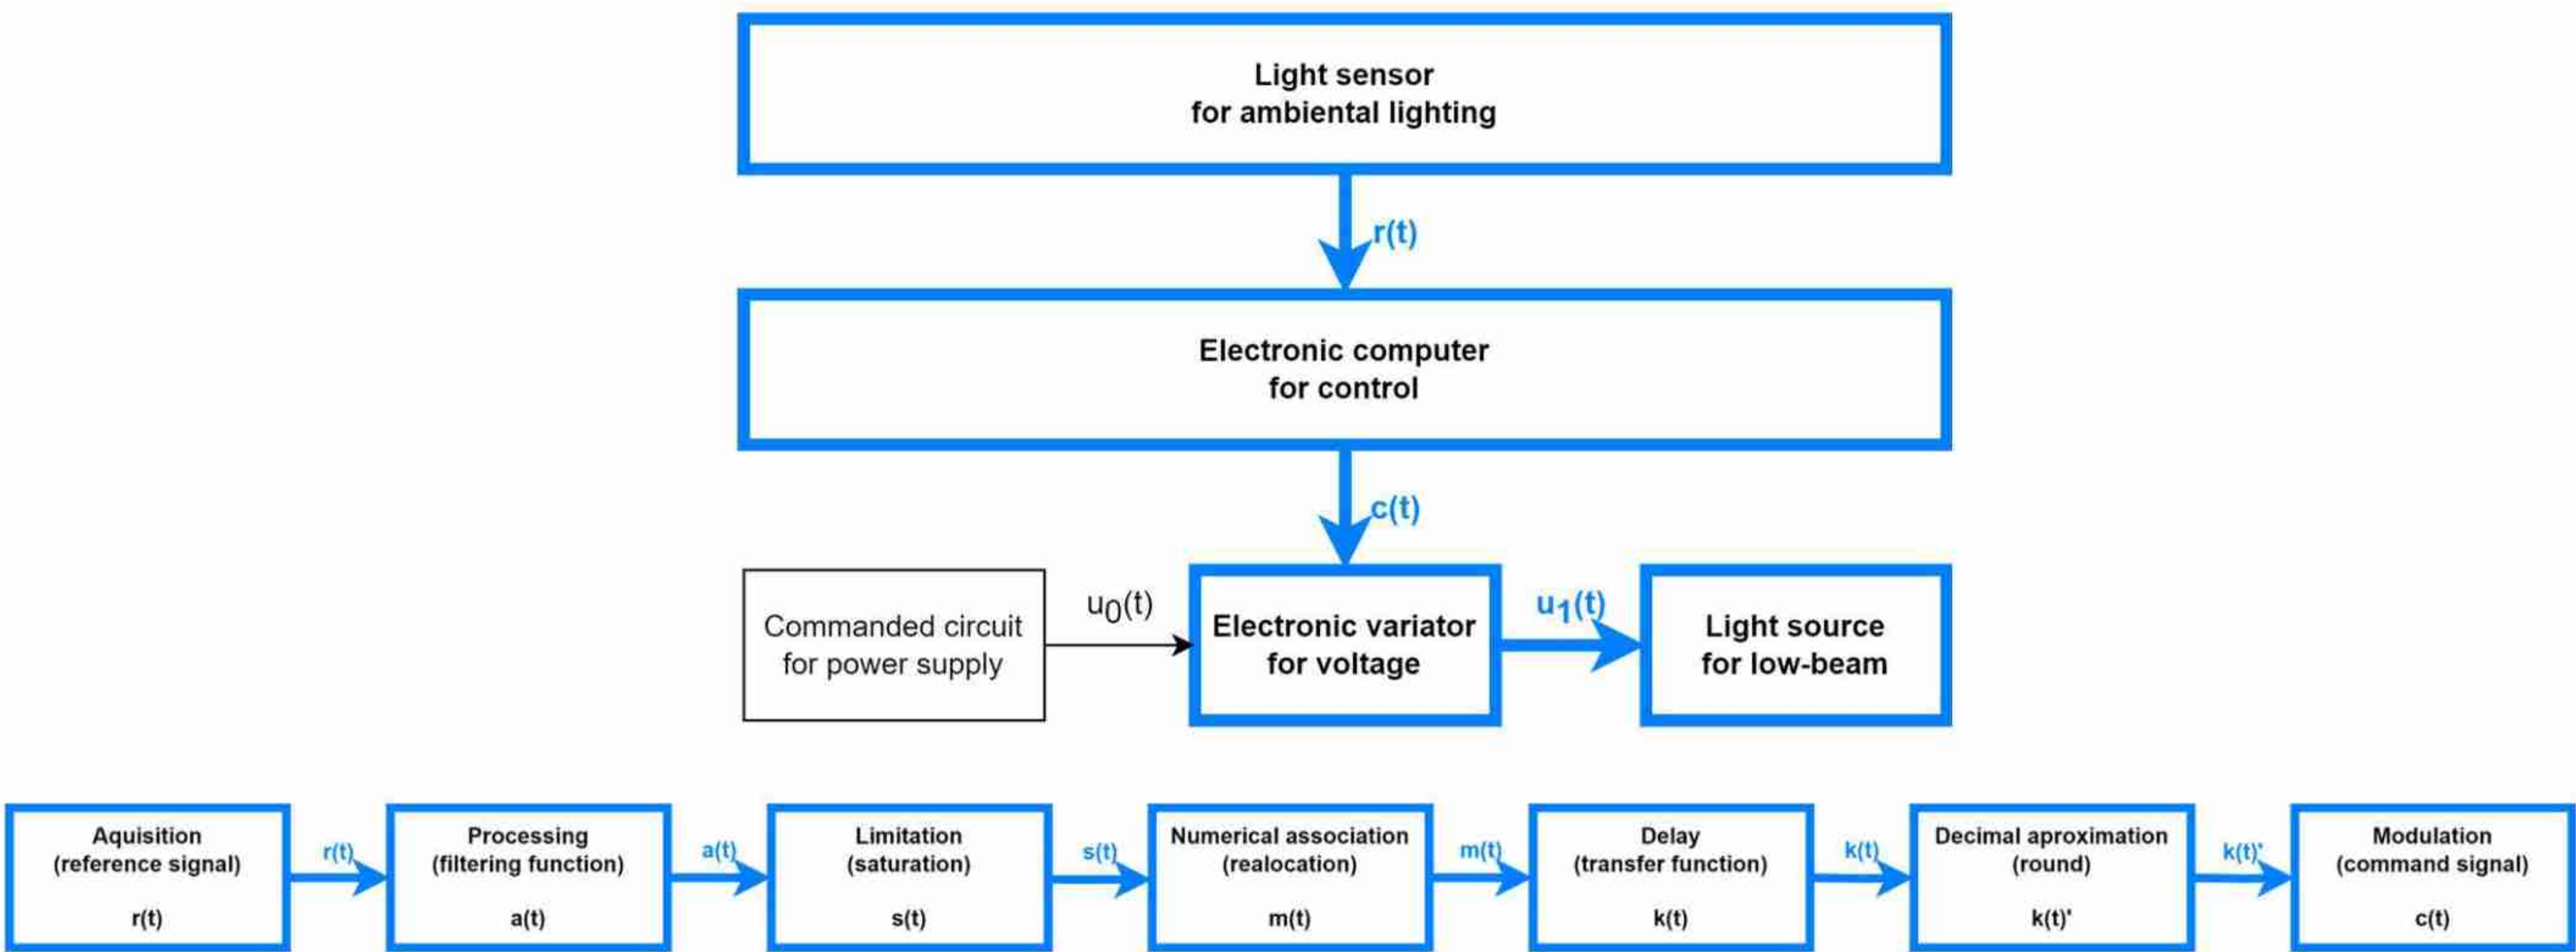 Light sensor
for ambiental lighting
r(t)
Electronic computer
for control
c(t)
Commanded circuit
for power supply
u0(t)
Electronic variator
for voltage
u1(t)
Light source
for low-beam
Aquisition
(reference signal)
r(t)
r(t)
Processing
(filtering function)
a(t)
a(t)
Limitation
(saturation)
s(t)
s(t)
Numerical association
(realocation)
m(t)
m(t)
Delay
(transfer function)
k(t)
k(t)
Decimal aproximation
(round)
k(t)'
k(t)'
Modulation
(command signal)
c(t)